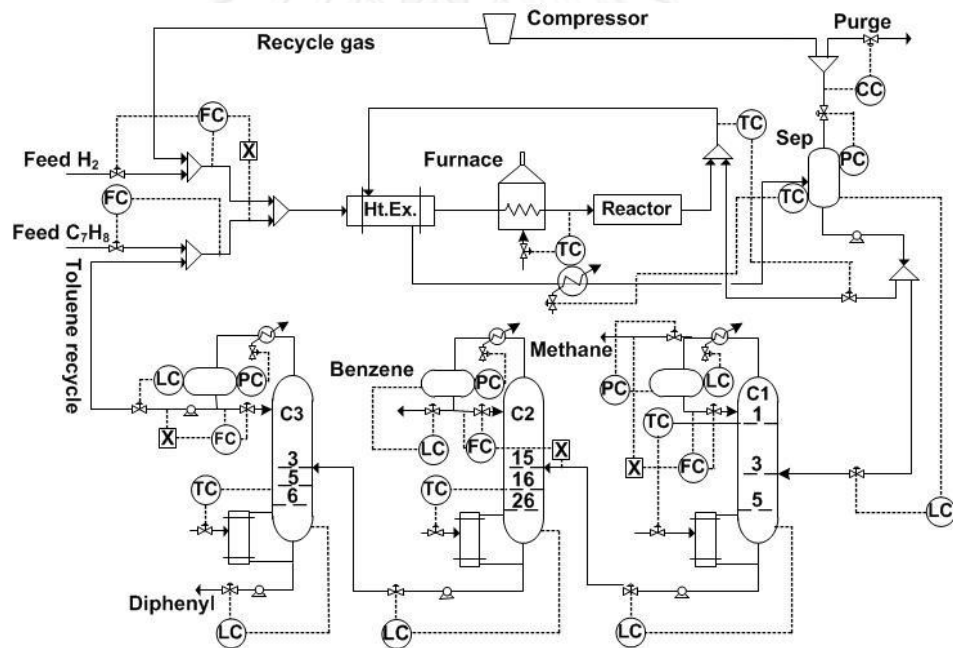 Compressor
Purge
Recycle gas
CC
FC
X
TC
Sep
Feed H₂
Furnace
PC
FC
Ht.Ex.
Reactor
TC
Feed C₇H₈
TC
Toluene recycle
Methane
Benzene
LC
PC
C3
PC
C2
PC
LC
C1
1
TC
X
FC
LC
FC
X
X
FC
3
5
6
15
16
26
3
5
TC
TC
LC
Diphenyl
LC
LC
LC